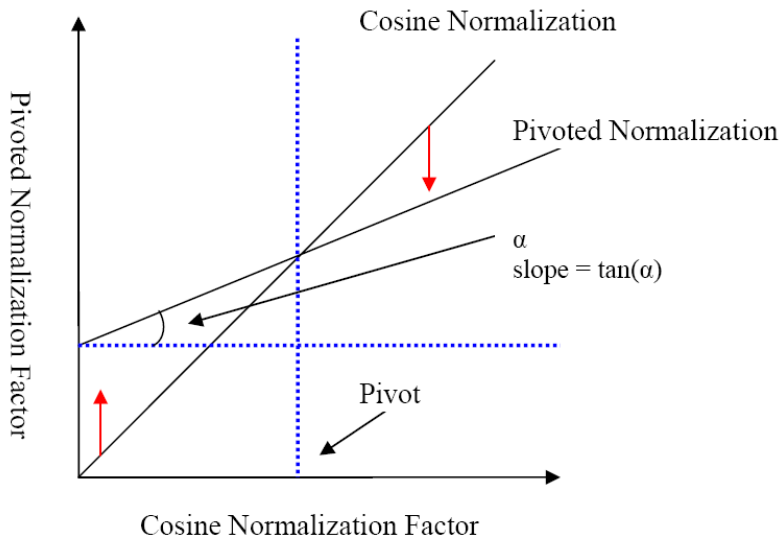 Cosine Normalization
Pivoted Normalization
α
slope = tan(α)
Pivot
Pivoted Normalization Factor
Cosine Normalization Factor